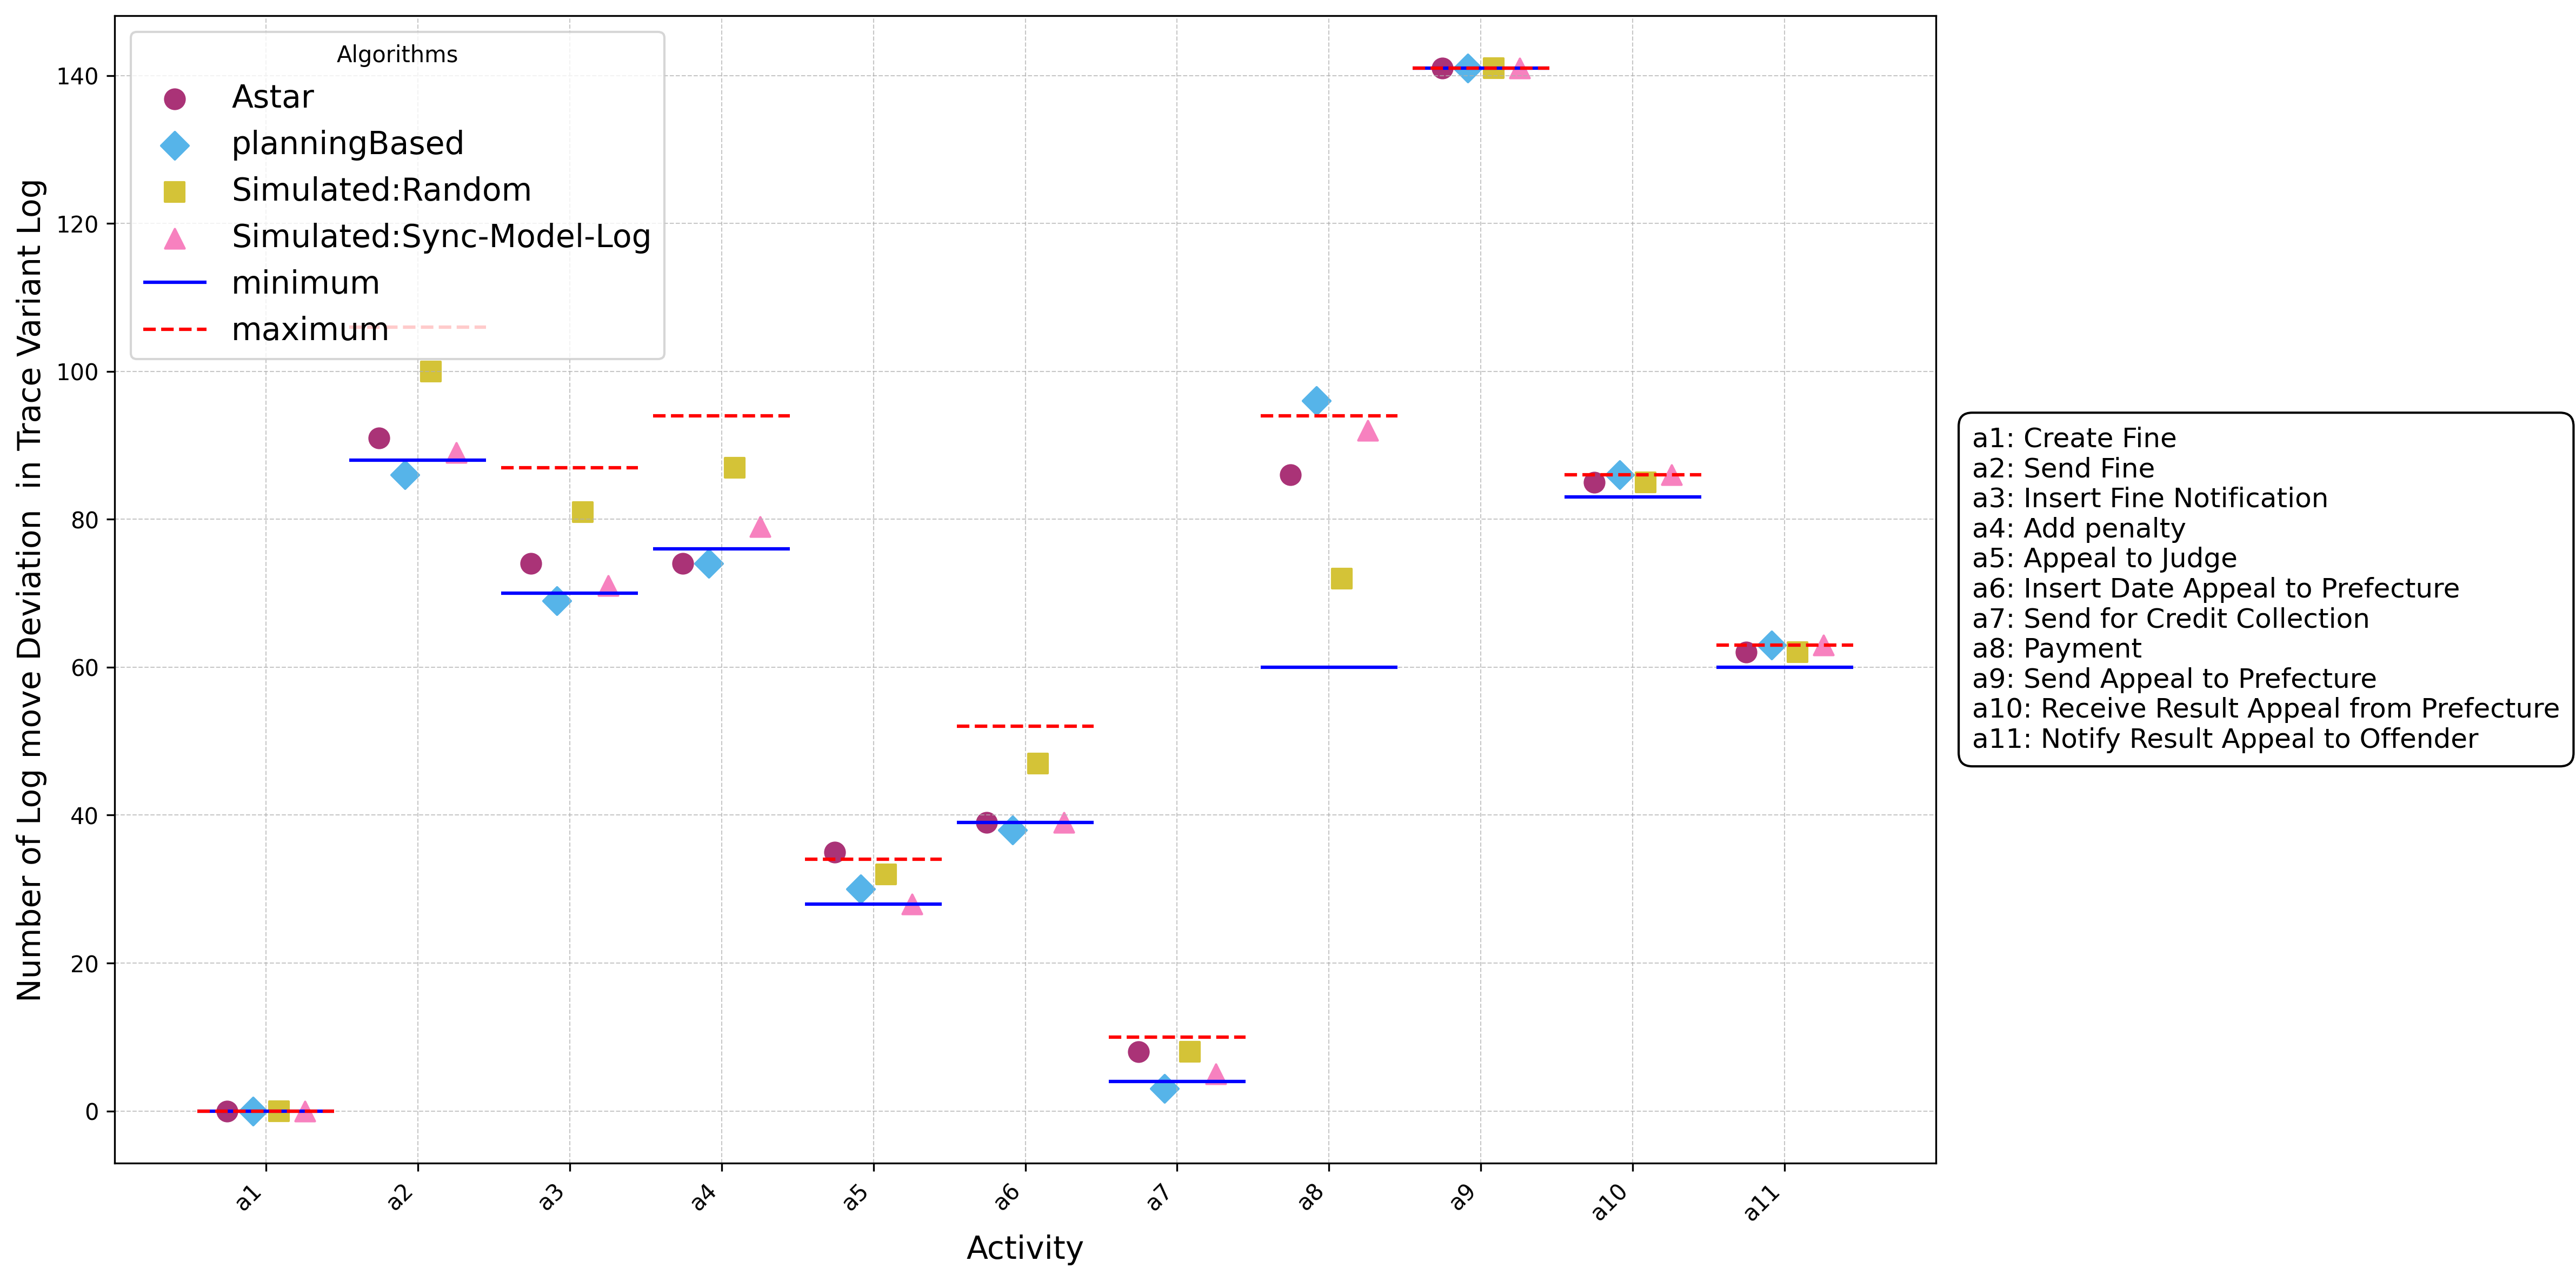 Algorithms
Astar
planningBased
Simulated:Random
Simulated:Sync-Model-Log
minimum
maximum
Number of Log move Deviation  in Trace Variant Log
140
120
100
80
60
40
20
0
a1
a2
a3
a4
a5
a6
a7
a8
a9
a10
a11
Activity
a1: Create Fine
a2: Send Fine
a3: Insert Fine Notification
a4: Add penalty
a5: Appeal to Judge
a6: Insert Date Appeal to Prefecture
a7: Send for Credit Collection
a8: Payment
a9: Send Appeal to Prefecture
a10: Receive Result Appeal from Prefecture
a11: Notify Result Appeal to Offender